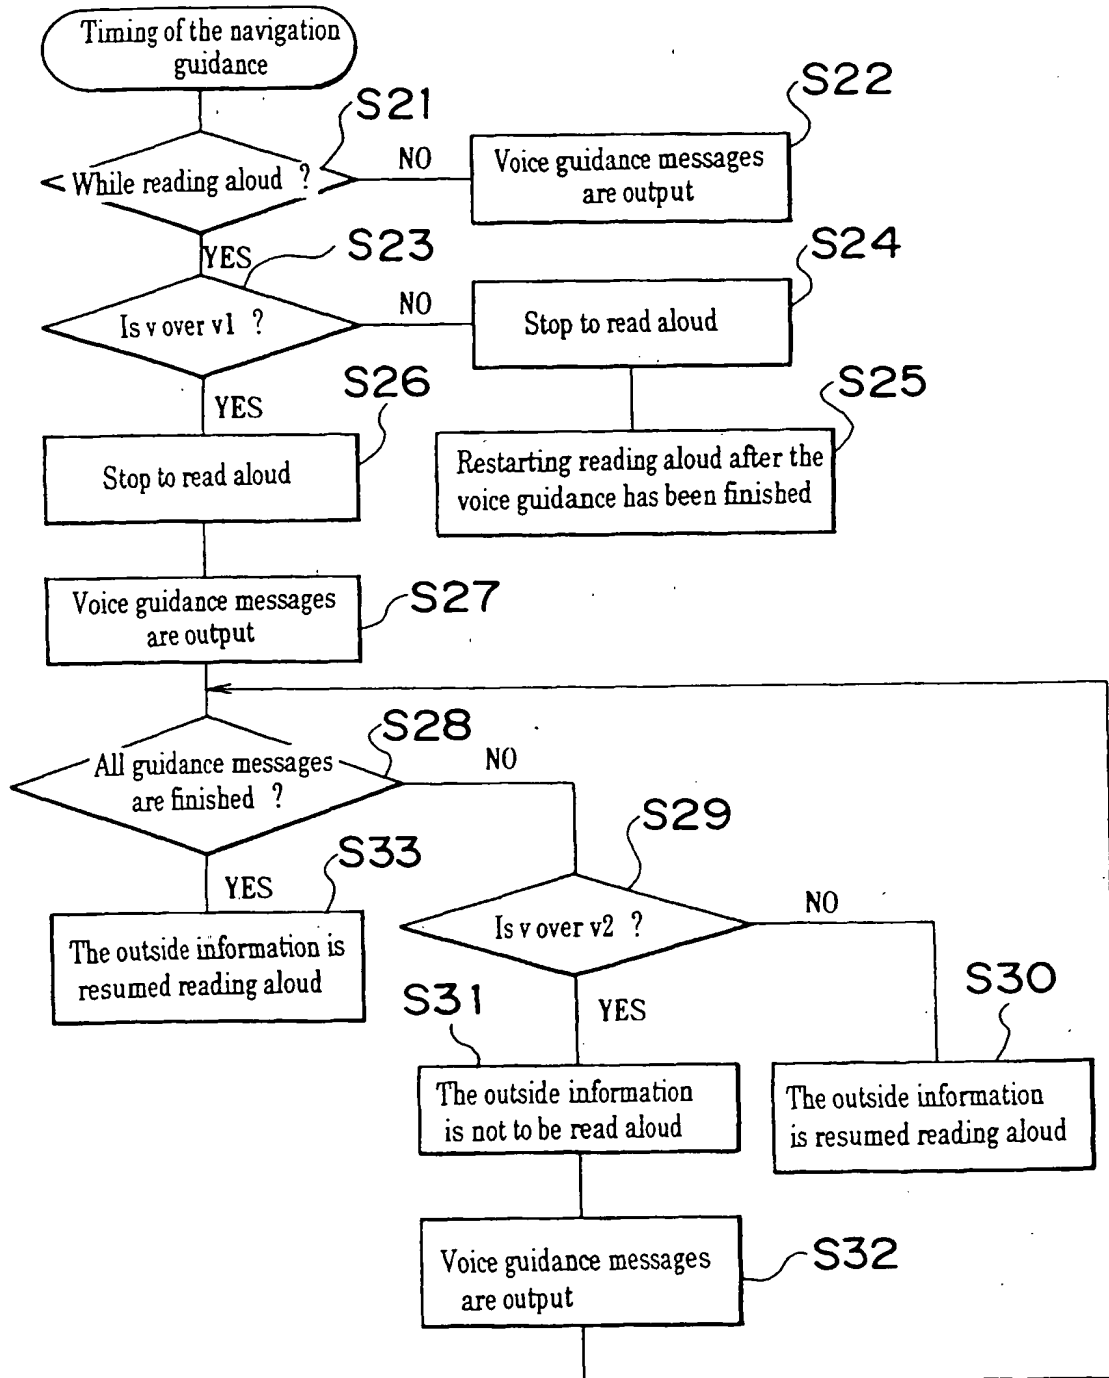 Timing of the navigation
guidance
S21
While reading aloud ?
NO
S22
Voice guidance messages
are output
YES
S23
Is v over v1 ?
NO
S24
Stop to read aloud
S25
Restarting reading aloud after the
voice guidance has been finished
YES
S26
Stop to read aloud
Voice guidance messages
are output
S27
S28
All guidance messages
are finished ?
NO
S29
Is v over v2 ?
NO
S33
YES
The outside information is
resumed reading aloud
S30
The outside information
is resumed reading aloud
S31
YES
The outside information
is not to be read aloud
Voice guidance messages
are output
S32